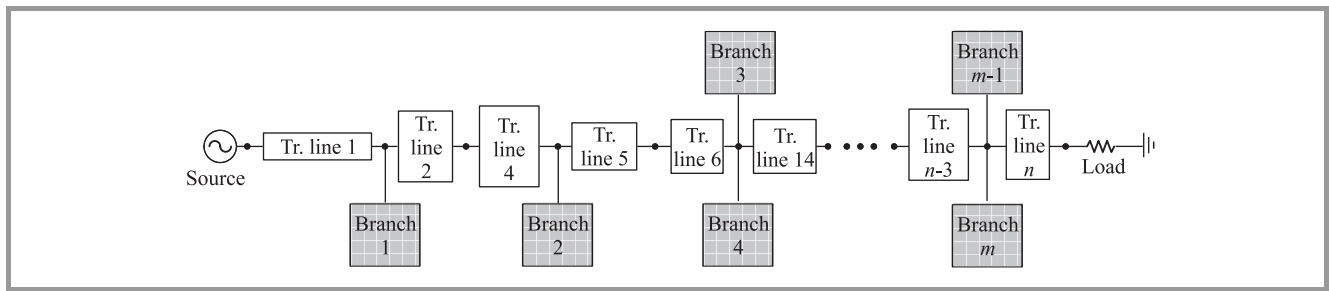 Branch
3
Branch
m-1
Tr. line 1
Tr.
line
2
Tr.
line
4
Tr.
line 5
Tr.
line 6
Tr.
line 14
Tr.
line
n-3
Tr.
line
n
Source
Load
Branch
1
Branch
2
Branch
4
Branch
m